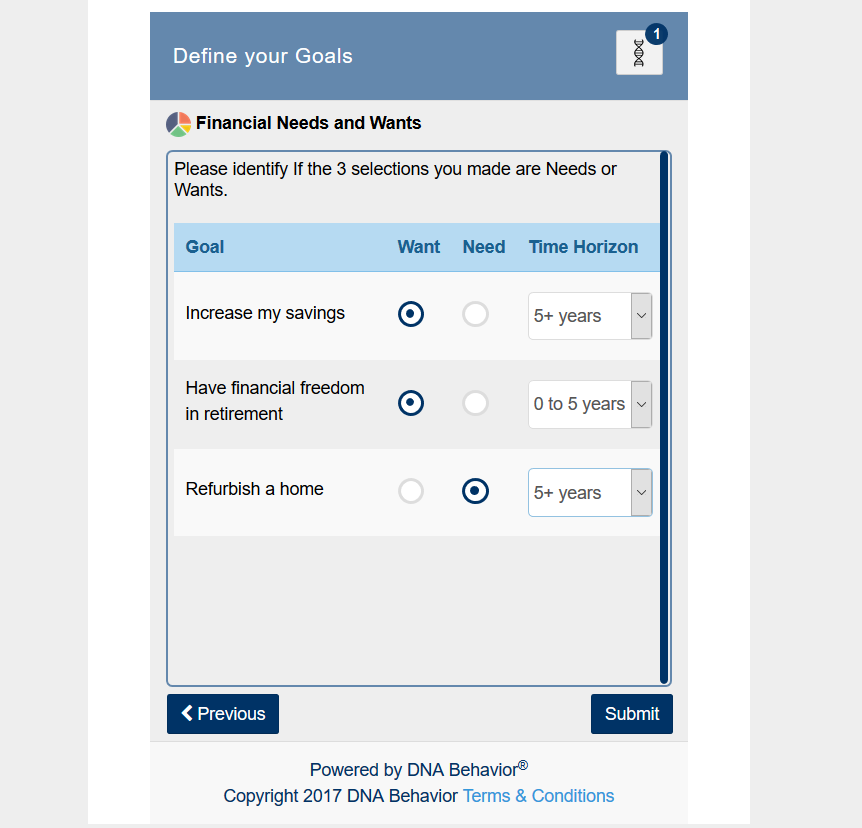 Define your Goals
1
Financial Needs and Wants
Please identify If the 3 selections you made are Needs or
Wants.
Goal Want Need Time Horizon
Increase my savings 5+ years
Have financial freedom
in retirement 0 to 5 years
Refurbish a home 5+ years
Previous Submit
Powered by DNA Behavior®
Copyright 2017 DNA Behavior Terms & Conditions